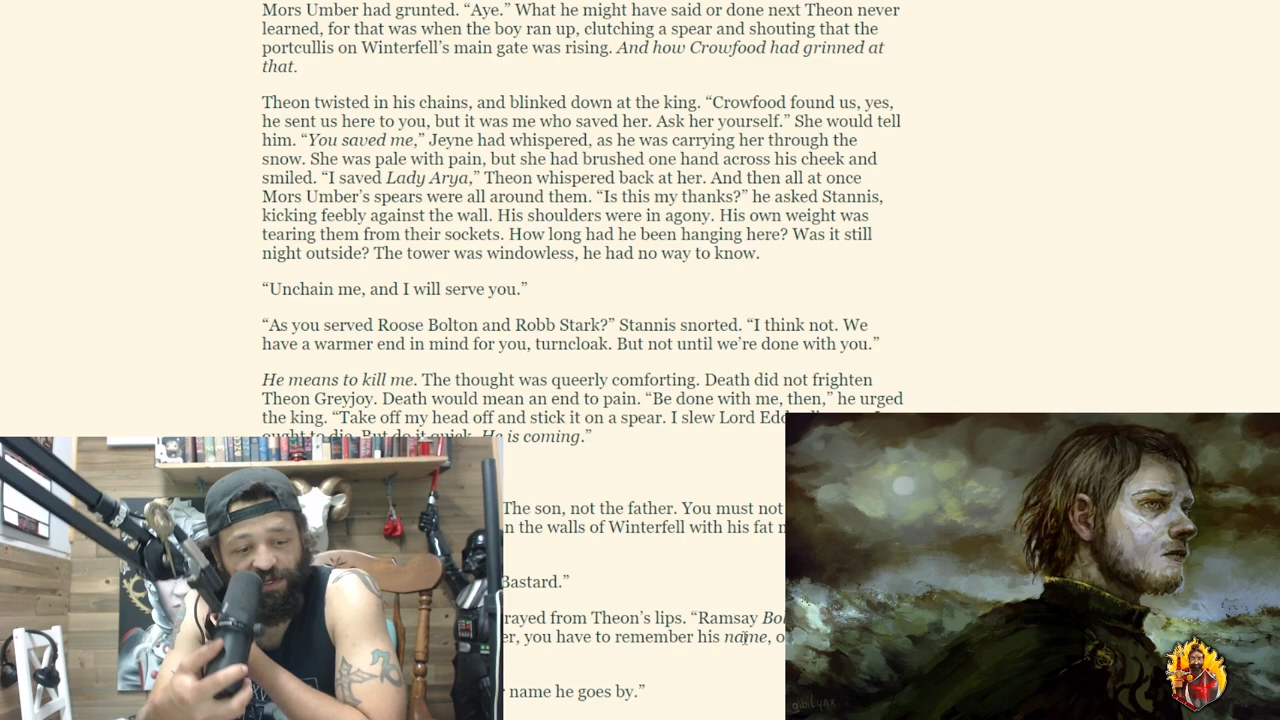 Mors Umber had grunted. “Aye.” What he might have said or done next Theon never
learned, for that was when the boy ran up, clutching a spear and shouting that the
portcullis on Winterfell’s main gate was rising. And how Crowfood had grinned at
that.
Theon twisted in his chains, and blinked down at the king. “Crowfood found us, yes,
he sent us here to you, but it was me who saved her. Ask her yourself.” She would tell
him. “You saved me,” Jeyne had whispered, as he was carrying her through the
snow. She was pale with pain, but she had brushed one hand across his cheek and
smiled. “I saved Lady Arya,” Theon whispered back at her. And then all at once
Mors Umber’s spears were all around them. “Is this my thanks?” he asked Stannis,
kicking feebly against the wall. His shoulders were in agony. His own weight was
tearing them from their sockets. How long had he been hanging here? Was it still
night outside? The tower was windowless, he had no way to know.
“Unchain me, and I will serve you.”
“As you served Roose Bolton and Robb Stark?” Stannis snorted. “I think not. We
have a warmer end in mind for you, turncloak. But not until we’re done with you.”
He means to kill me. The thought was queerly comforting. Death did not frighten
Theon Greyjoy. Death would mean an end to pain. “Be done with me, then,” he urged
the king. “Take off my head off and stick it on a spear. I slew Lord
ought to die. But do it quick. He is coming.”
The son, not the father. You must not
the walls of Winterfell with his fat
Bastard.”
from Theon’s lips. “Ramsay
you have to remember his name,
name he goes by.”
gibiLynx